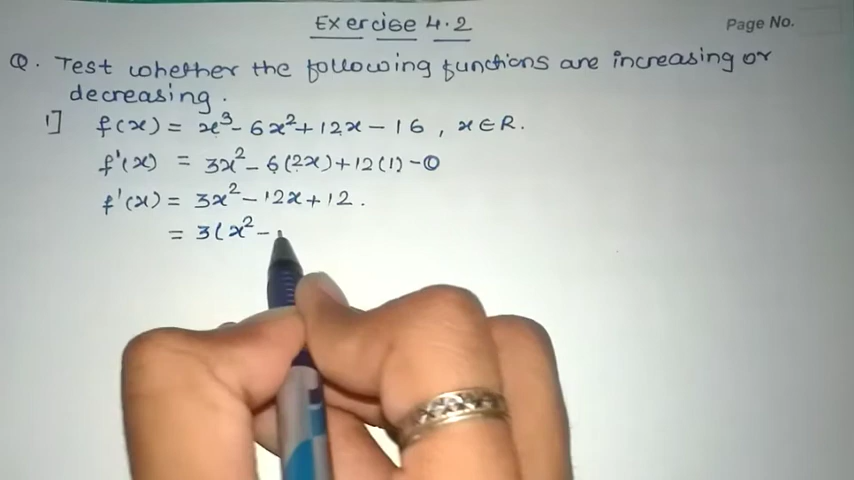 Exercise 4.2
Page No.
Q. Test whether the following functions are increasing or
decreasing.
1] f(x) = x³ - 6x² + 12x - 16 , x ∈ R.
f'(x) = 3x² - 6(2x) + 12(1) - 0
f'(x) = 3x² - 12x + 12.
= 3(x² -